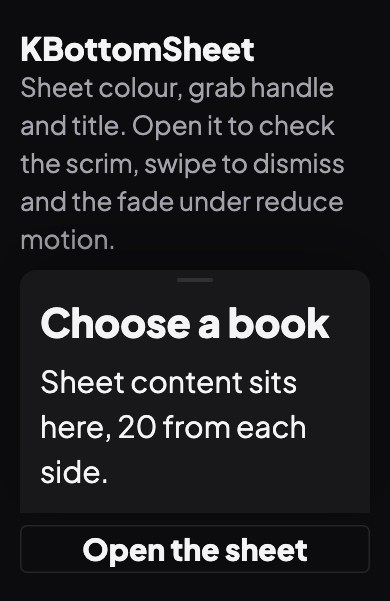 KBottomSheet
Sheet colour, grab handle
and title. Open it to check
the scrim, swipe to dismiss
and the fade under reduce
motion.
Choose a book
Sheet content sits
here, 20 from each
side.
Open the sheet